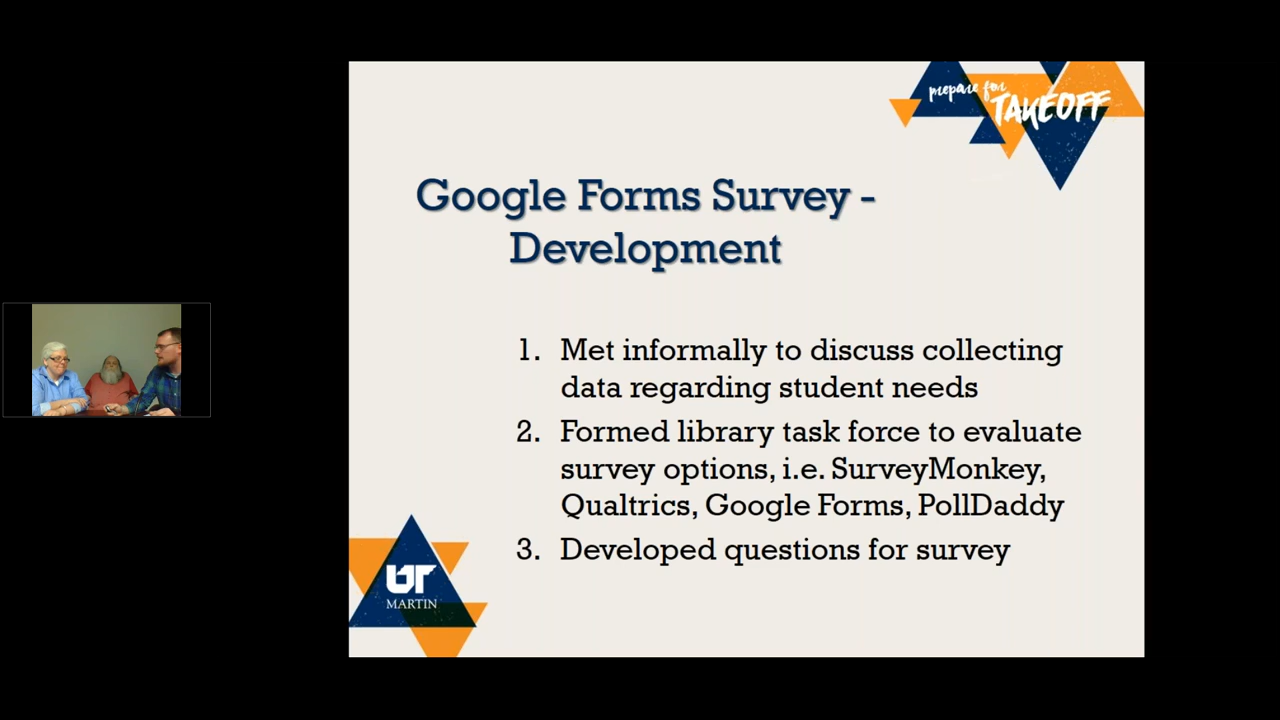 prepare for
TAKEOFF
Google Forms Survey -
Development
1. Met informally to discuss collecting
data regarding student needs
2. Formed library task force to evaluate
survey options, i.e. SurveyMonkey,
Qualtrics, Google Forms, PollDaddy
3. Developed questions for survey
UT
MARTIN